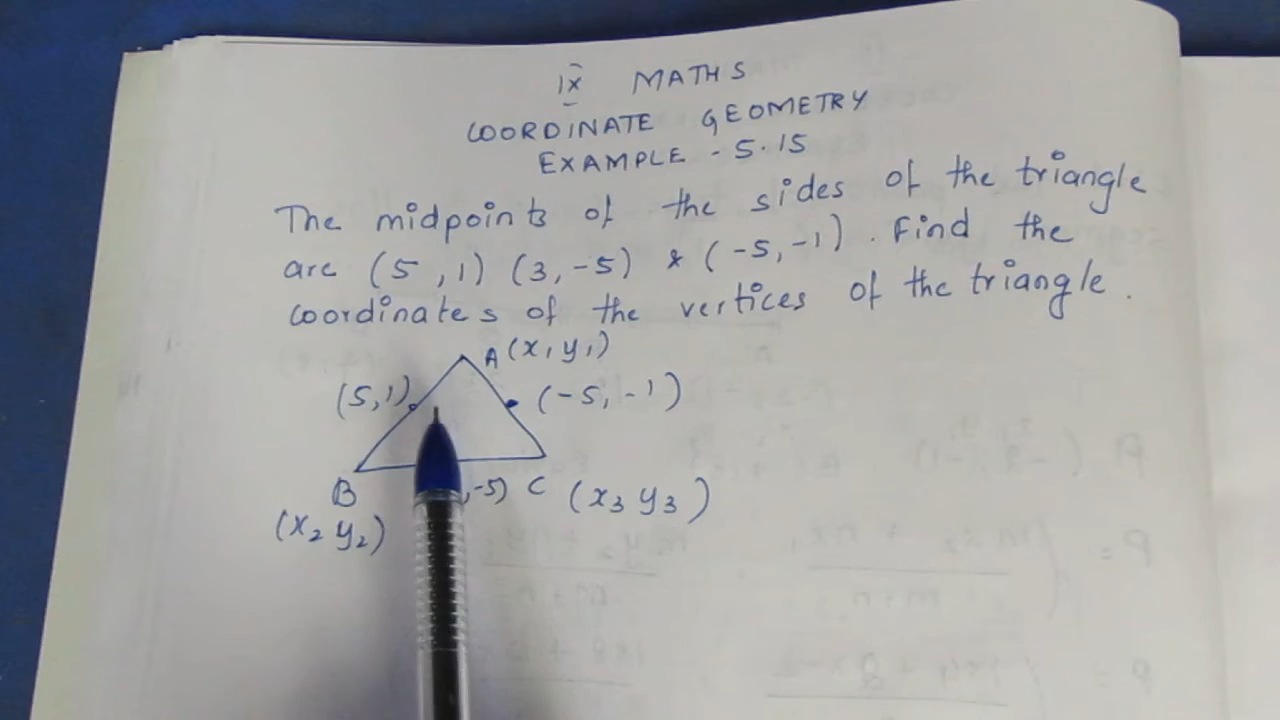 IX MATHS
COORDINATE GEOMETRY
EXAMPLE - 5.15
The midpoints of the sides of the triangle
are (5, 1) (3, -5) & (-5, -1). Find the
coordinates of the vertices of the triangle.
A (x, y,)
(5,1) (-5, -1)
B , -5) C (x3 y3)
(x2 y2)